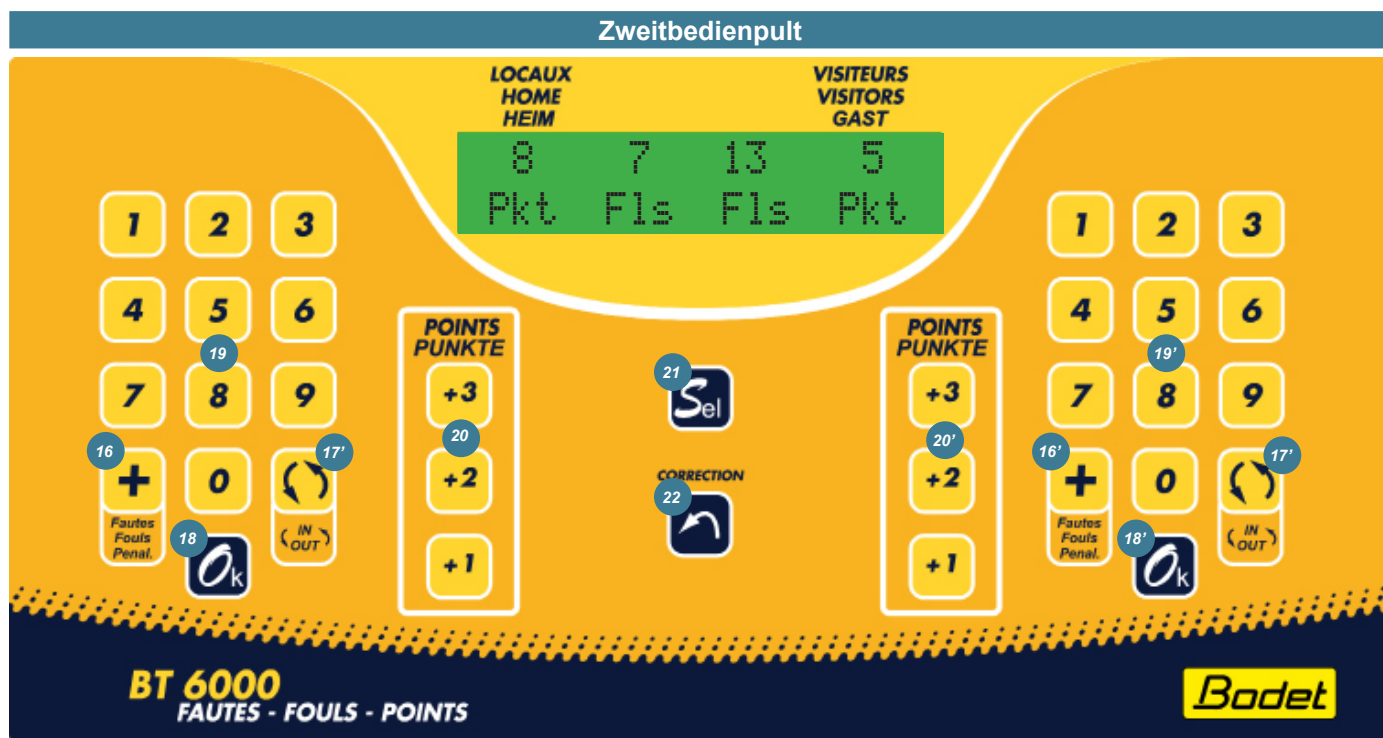 Zweitbedienpult
LOCAUX
HOME
HEIM
VISITEURS
VISITORS
GAST
8 7 13 5
Pkt Fls Fls Pkt
1 2 3
4 5 6
19
7 8 9
16 17’
+ 0
Fautes
Fouls
Penal.
IN
OUT
18
Ok
POINTS
PUNKTE
+3
20
+2
+1
21
Sel
CORRECTION
22
POINTS
PUNKTE
+3
20’
+2
+1
1 2 3
4 5 6
19’
7 8 9
16’ 17’
+ 0
Fautes
Fouls
Penal.
IN
OUT
18’
Ok
BT 6000
FAUTES - FOULS - POINTS
Bodet